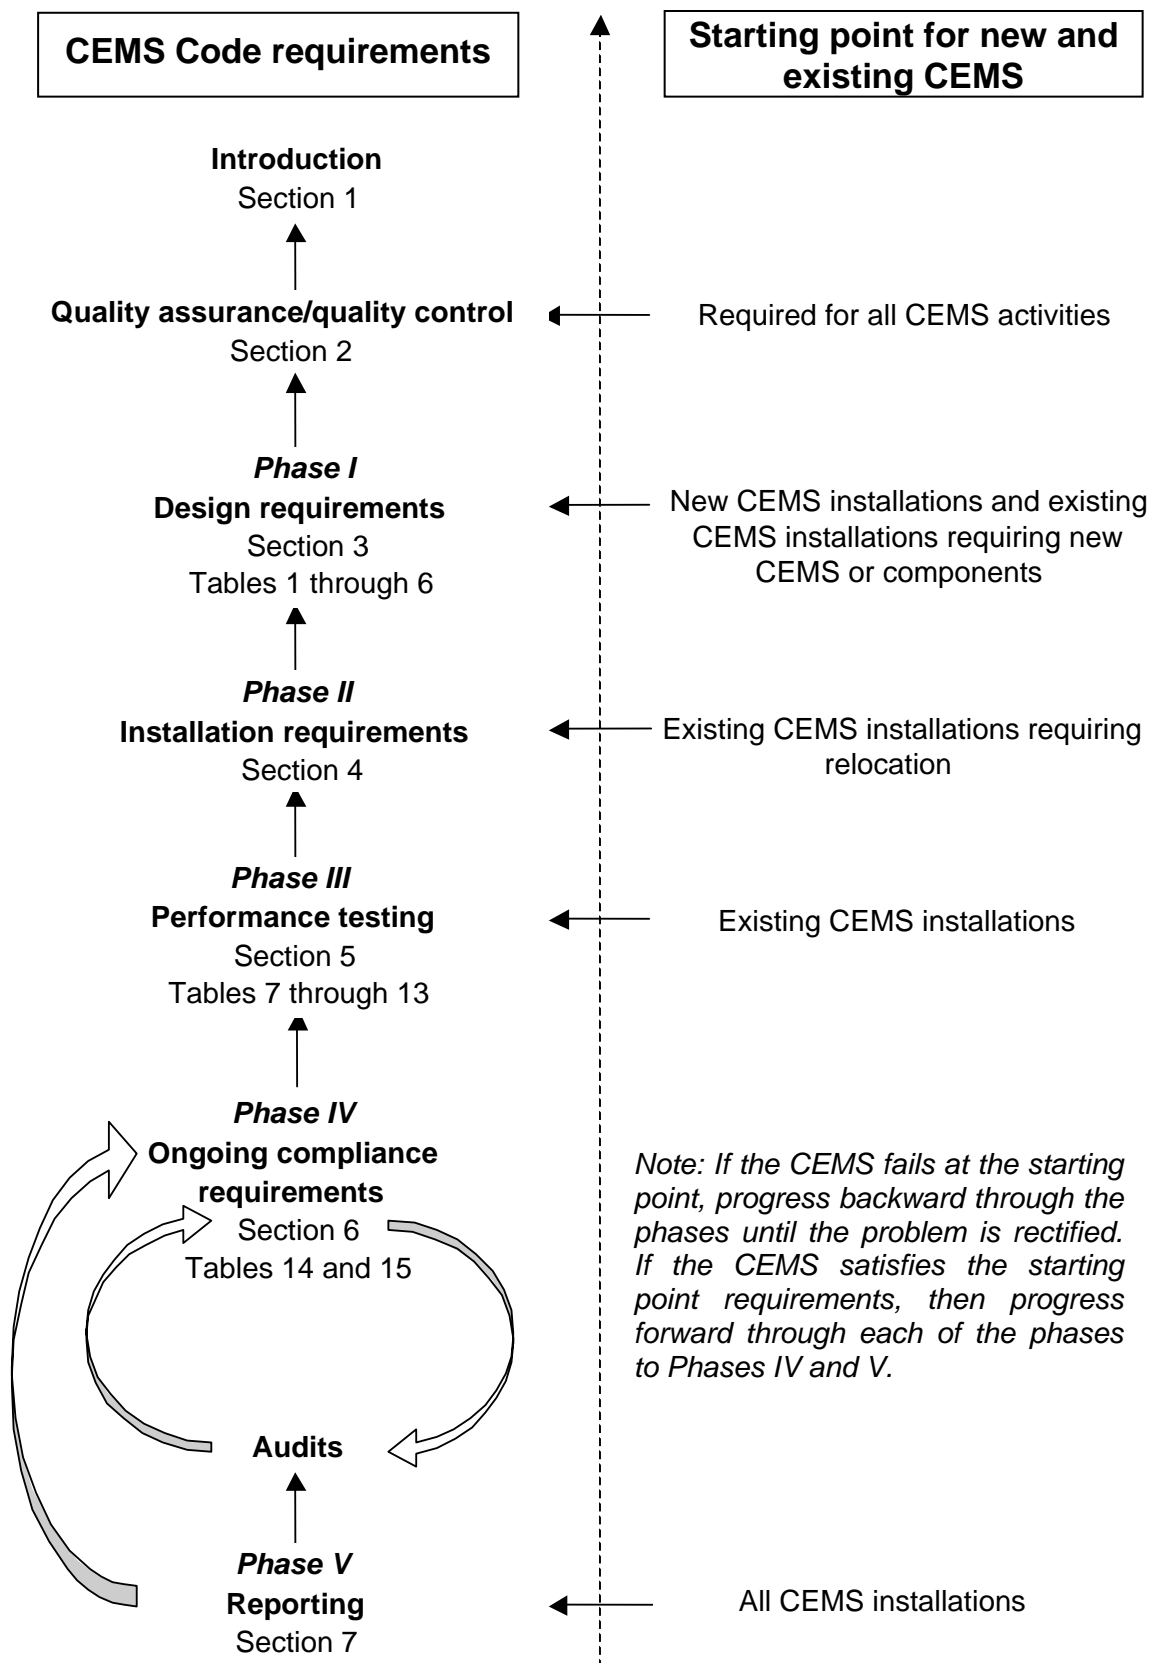 CEMS Code requirements
Starting point for new and
existing CEMS
Introduction
Section 1
Quality assurance/quality control
Section 2
Required for all CEMS activities
Phase I
Design requirements
Section 3
Tables 1 through 6
New CEMS installations and existing
CEMS installations requiring new
CEMS or components
Phase II
Installation requirements
Section 4
Existing CEMS installations requiring
relocation
Phase III
Performance testing
Section 5
Tables 7 through 13
Existing CEMS installations
Phase IV
Ongoing compliance
requirements
Section 6
Tables 14 and 15
Note: If the CEMS fails at the starting
point, progress backward through the
phases until the problem is rectified.
If the CEMS satisfies the starting
point requirements, then progress
forward through each of the phases
to Phases IV and V.
Audits
Phase V
Reporting
Section 7
All CEMS installations